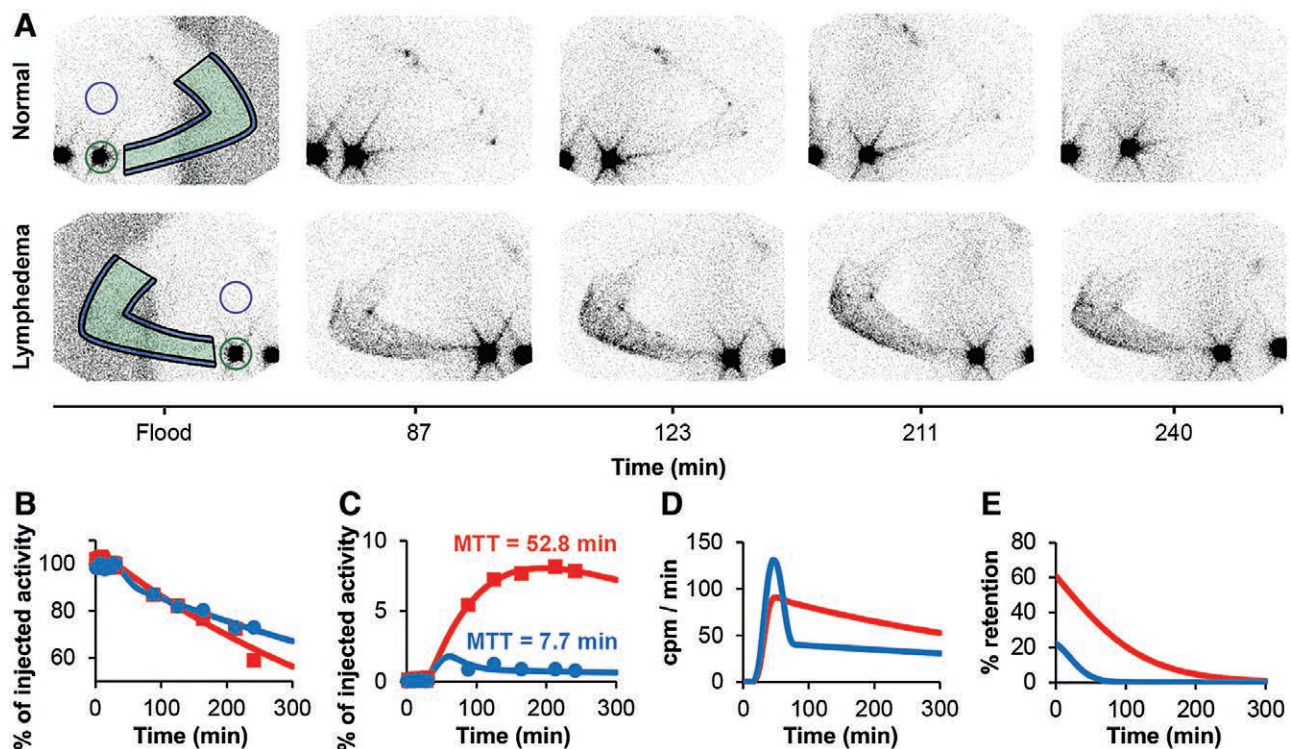 A
Normal
Lymphedema
Flood 87 123 211 240
Time (min)
B
% of injected activity
100
80
60
0 100 200 300
Time (min)
C
% of injected activity
10
5
0
MTT = 52.8 min
MTT = 7.7 min
0 100 200 300
Time (min)
D
cpm / min
150
100
50
0
0 100 200 300
Time (min)
E
% retention
80
60
40
20
0
0 100 200 300
Time (min)